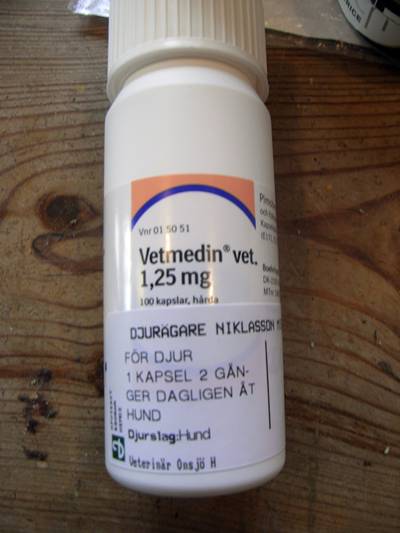 Vnr 01 50 51
Vetmedin® vet.
1,25 mg
100 kapslar, hårda
DJURÄGARE NIKLASSON
FÖR DJUR
1 KAPSEL 2 GÅN-
GER DAGLIGEN ÅT
HUND
Djurslag:Hund
Veterinär Onsjö H